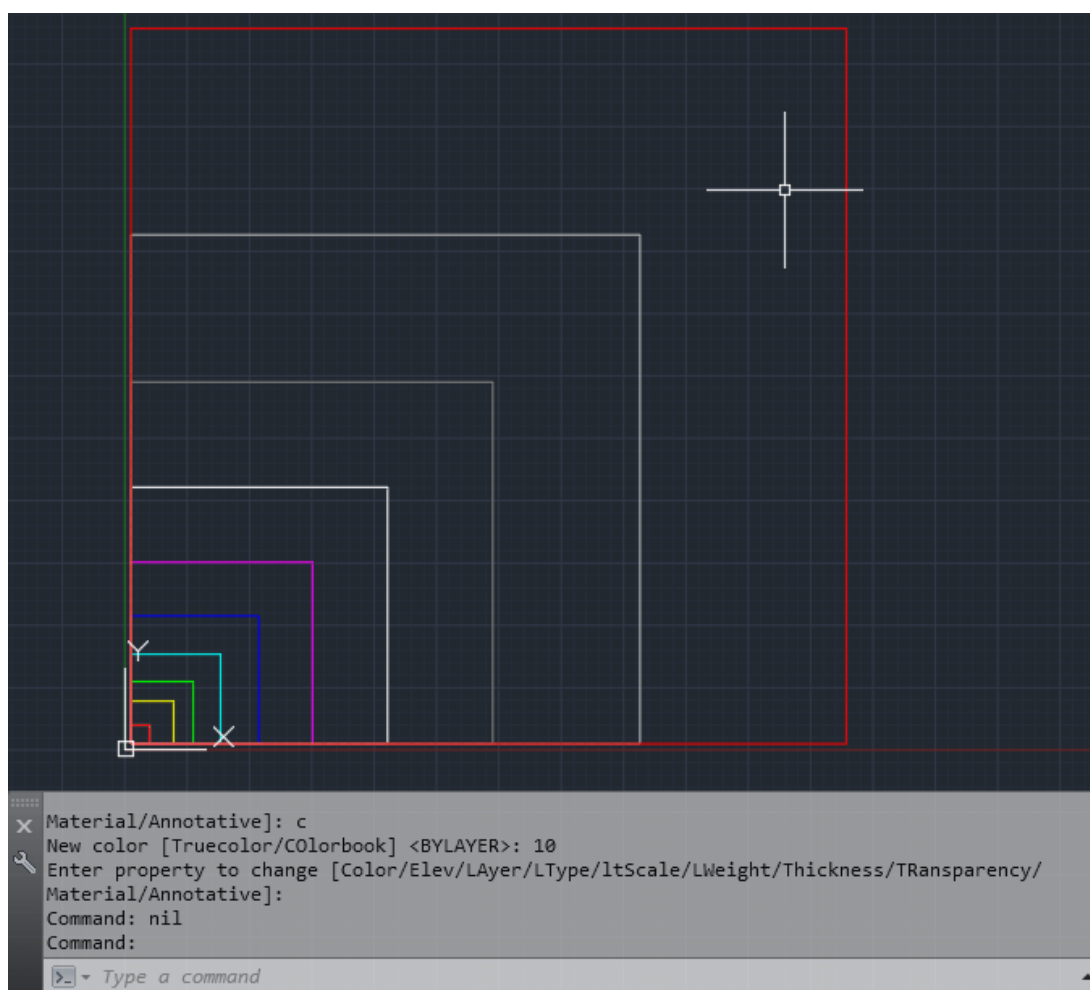 Y
X
Material/Annotative]: c
New color [Truecolor/COlorbook] <BYLAYER>: 10
Enter property to change [Color/Elev/LAyer/LType/ltScale/LWeight/Thickness/TRansparency/
Material/Annotative]:
Command: nil
Command:
Type a command